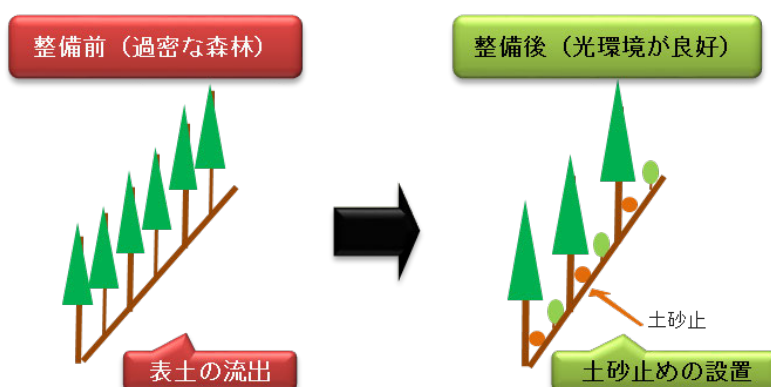 整備前（過密な森林）
整備後（光環境が良好）
土砂止
表土の流出
土砂止めの設置